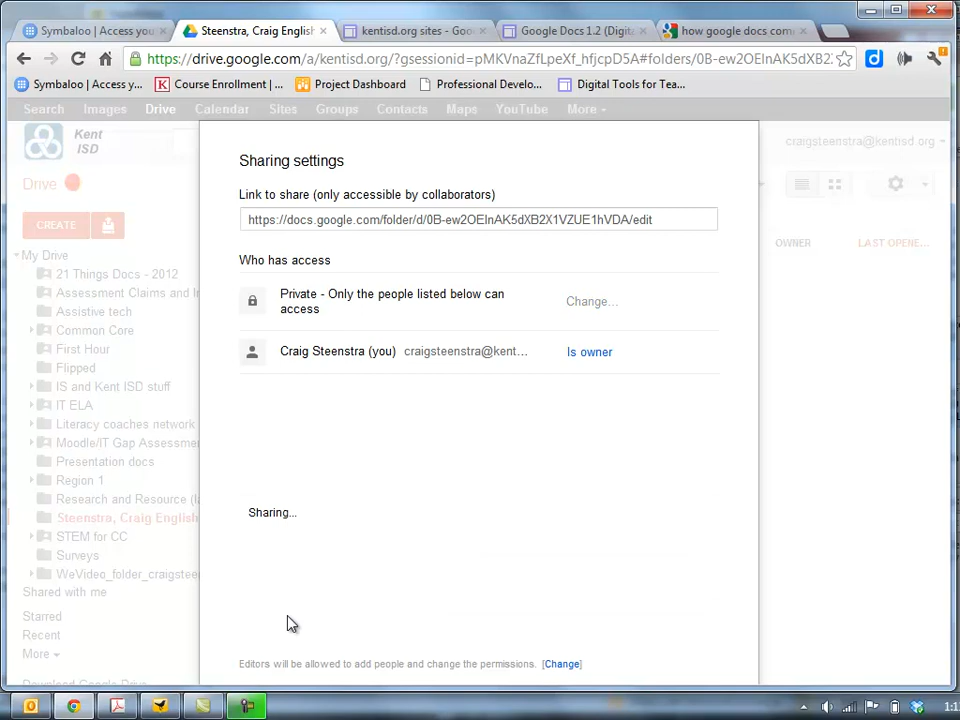 Symbaloo | Access you
Steenstra, Craig English
kentisd.org sites - Goo
Google Docs 1.2 (Digita
how google docs com
https://drive.google.com/a/kentisd.org/?gsessionid=pMKVnaZfLpeXf_hfjcpD5A#folders/0B-ew2OEInAK5dXB2
Symbaloo | Access y...
Course Enrollment | ...
Project Dashboard
Professional Develo...
Digital Tools for Tea...
Search Images Drive Calendar Sites Groups Contacts Maps YouTube More
Kent
ISD
craigsteenstra@kentisd.org
Drive
CREATE
OWNER
LAST OPENE...
My Drive
21 Things Docs - 2012
Assessment Claims and In
Assistive tech
Common Core
First Hour
Flipped
IS and Kent ISD stuff
IT ELA
Literacy coaches network
Moodle/IT Gap Assessme
Presentation docs
Region 1
Research and Resource (I
Steenstra, Craig English
STEM for CC
Surveys
WeVideo_folder_craigstee
Shared with me
Starred
Recent
More
Download Google Drive
Sharing settings
Link to share (only accessible by collaborators)
https://docs.google.com/folder/d/0B-ew2OEInAK5dXB2X1VZUE1hVDA/edit
Who has access
Private - Only the people listed below can
access
Change...
Craig Steenstra (you) craigsteenstra@kent...
Is owner
Sharing...
Editors will be allowed to add people and change the permissions. [Change]